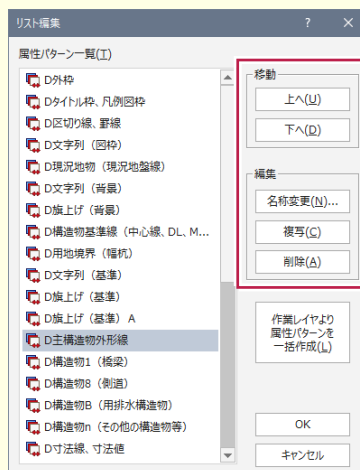 リスト編集
?
×
属性パターン一覧(T)
D外枠
Dタイトル枠、凡例図枠
D区切り線、罫線
D文字列（図枠）
D現況地物（現況地盤線）
D文字列（背景）
D旗上げ（背景）
D構造物基準線（中心線、DL、M...
D用地境界（幅杭）
D文字列（基準）
D旗上げ（基準）
D旗上げ（基準）A
D主構造物外形線
D構造物1（橋梁）
D構造物8（側道）
D構造物B（用排水構造物）
D構造物n（その他の構造物等）
D寸法線、寸法値
移動
上へ(U)
下へ(D)
編集
名称変更(N)...
複写(C)
削除(A)
作業レイヤより
属性パターンを
一括作成(L)
OK
キャンセル